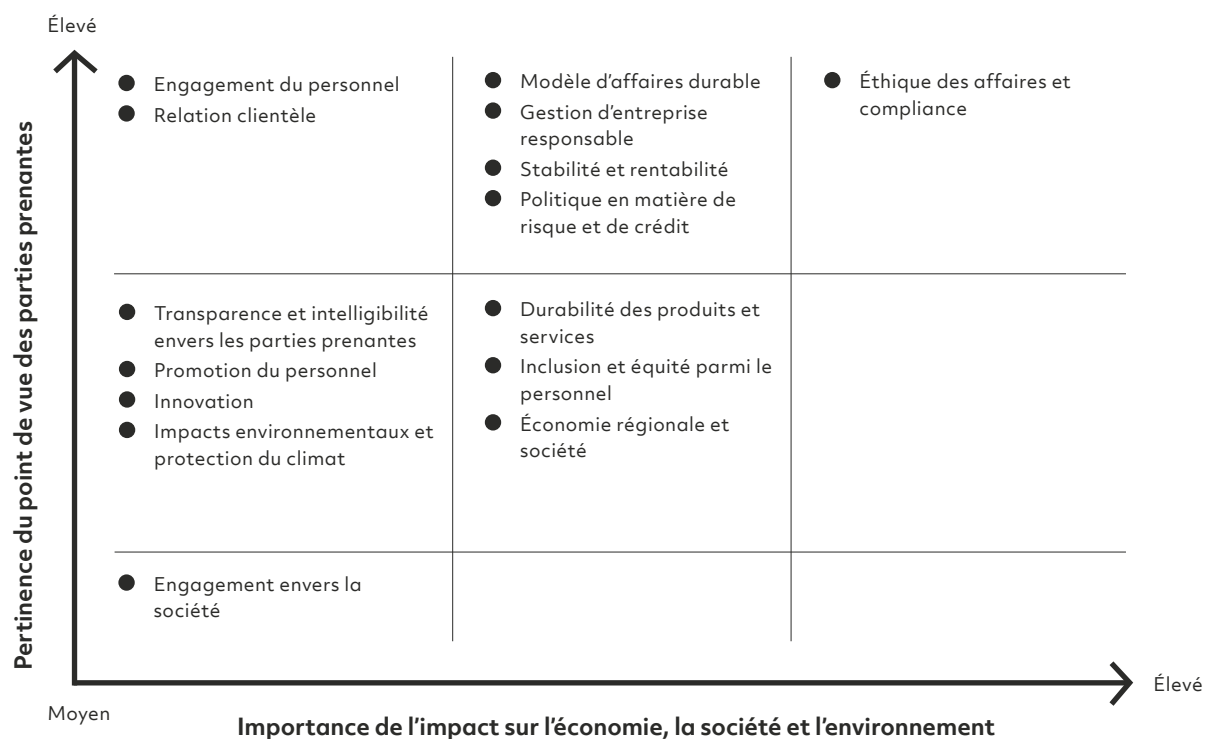 Élevé
Pertinence du point de vue des parties prenantes
Engagement du personnel
Relation clientèle
Modèle d’affaires durable
Gestion d’entreprise
responsable
Stabilité et rentabilité
Politique en matière de
risque et de crédit
Éthique des affaires et
compliance
Transparence et intelligibilité
envers les parties prenantes
Promotion du personnel
Innovation
Impacts environnementaux et
protection du climat
Durabilité des produits et
services
Inclusion et équité parmi le
personnel
Économie régionale et
société
Engagement envers la
société
Élevé
Moyen
Importance de l’impact sur l’économie, la société et l’environnement